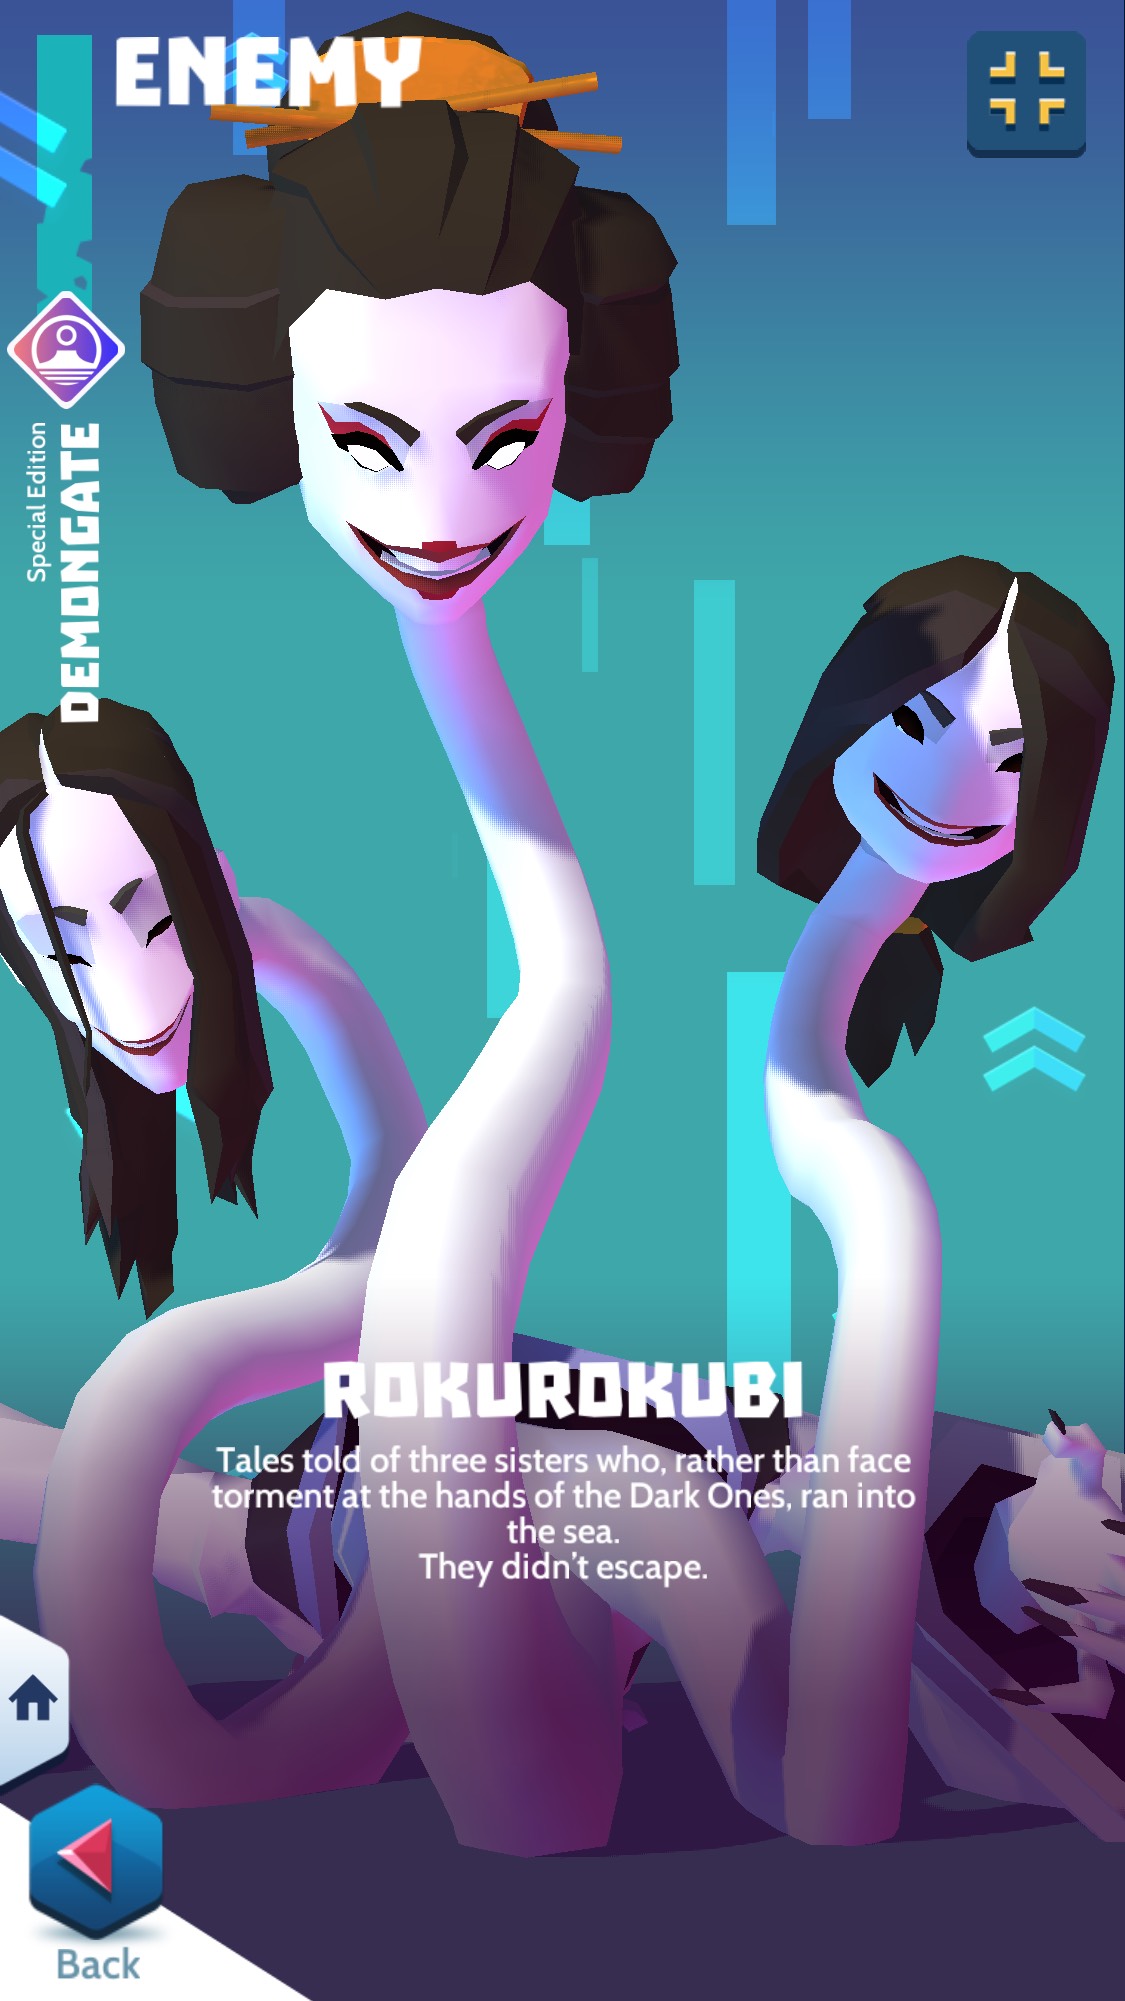 ENEMY
Special Edition
DEMONGATE
ROKUROKUBI
Tales told of three sisters who, rather than face
torment at the hands of the Dark Ones, ran into
the sea.
They didn't escape.
Back